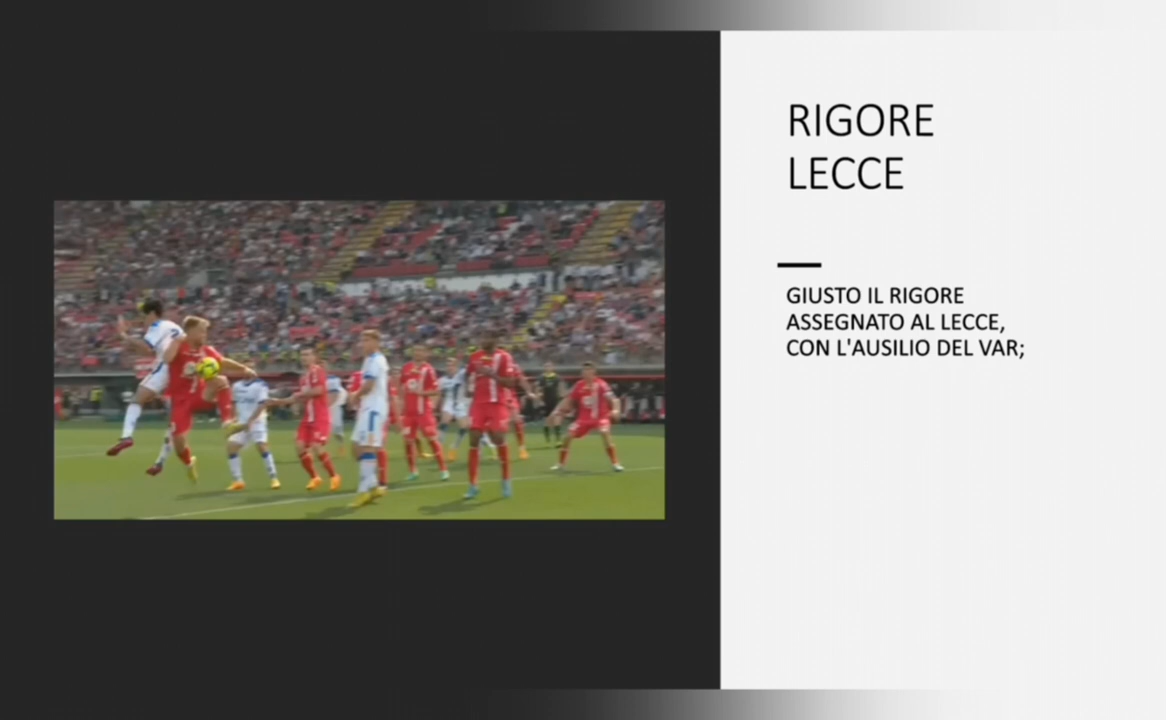 RIGORE
LECCE
GIUSTO IL RIGORE
ASSEGNATO AL LECCE,
CON L'AUSILIO DEL VAR;